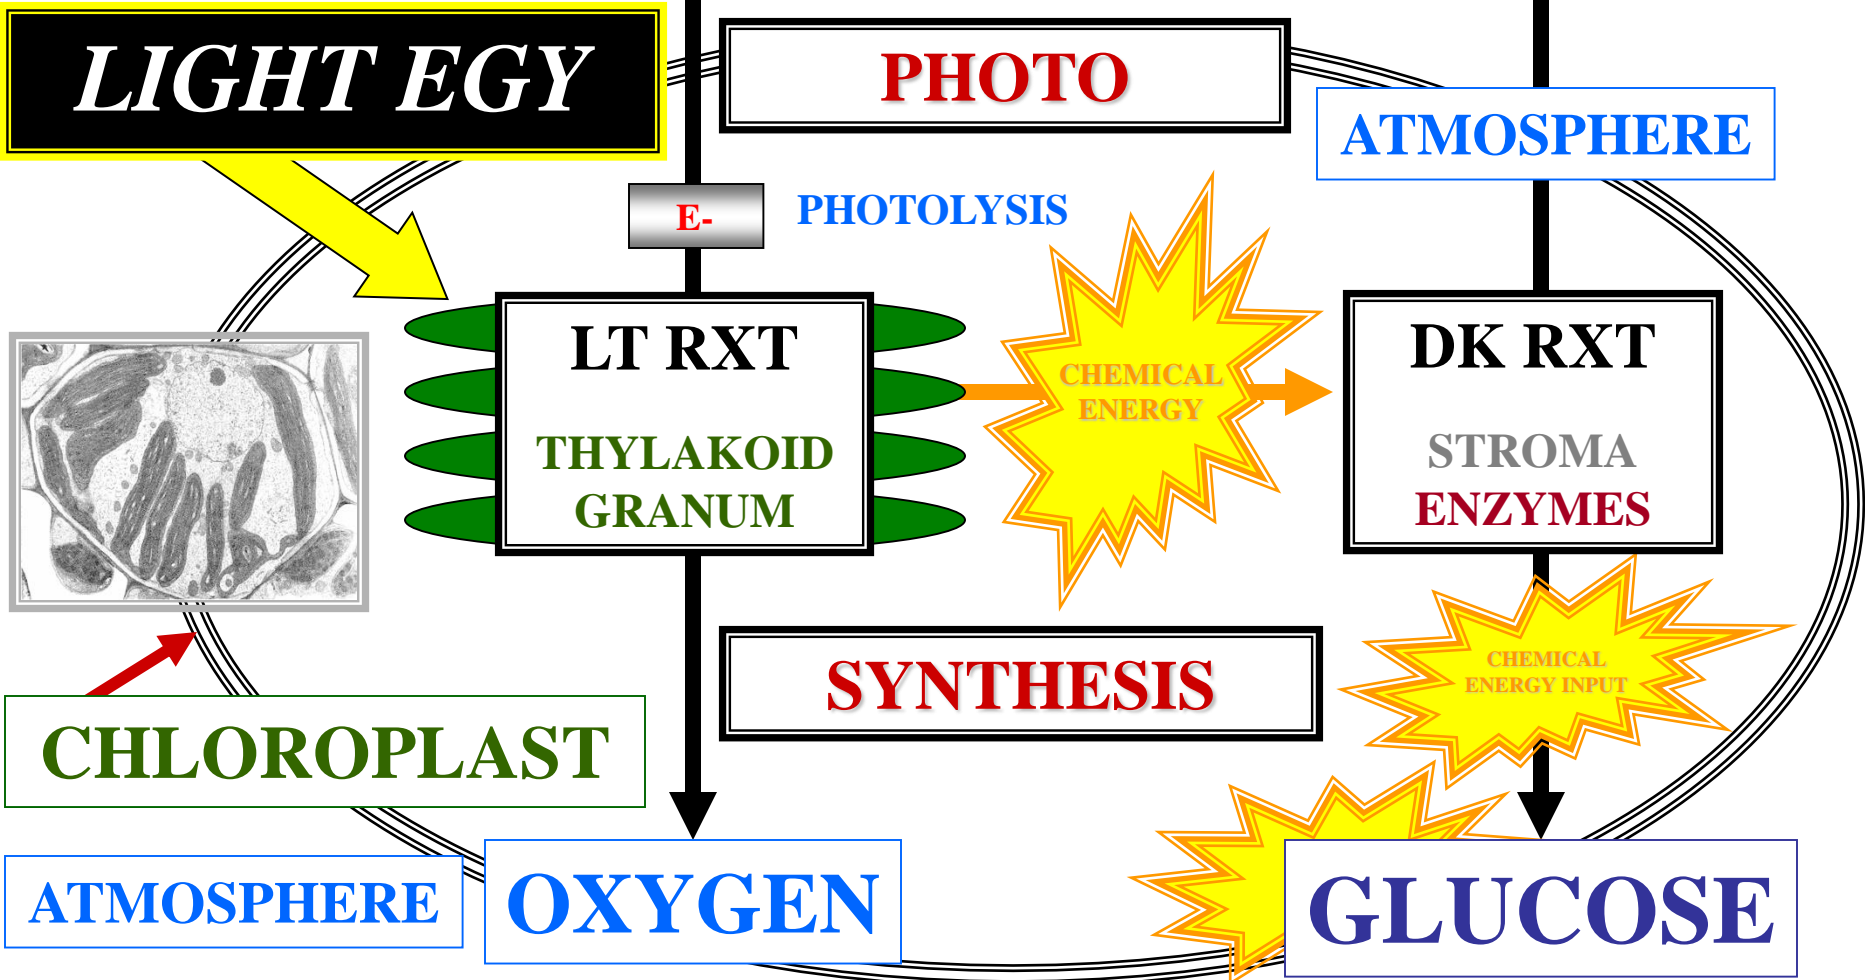 LIGHT EGY
PHOTO
ATMOSPHERE
E-
PHOTOLYSIS
LT RXT
THYLAKOID
GRANUM
CHEMICAL
ENERGY
DK RXT
STROMA
ENZYMES
SYNTHESIS
CHEMICAL
ENERGY INPUT
CHLOROPLAST
ATMOSPHERE
OXYGEN
GLUCOSE